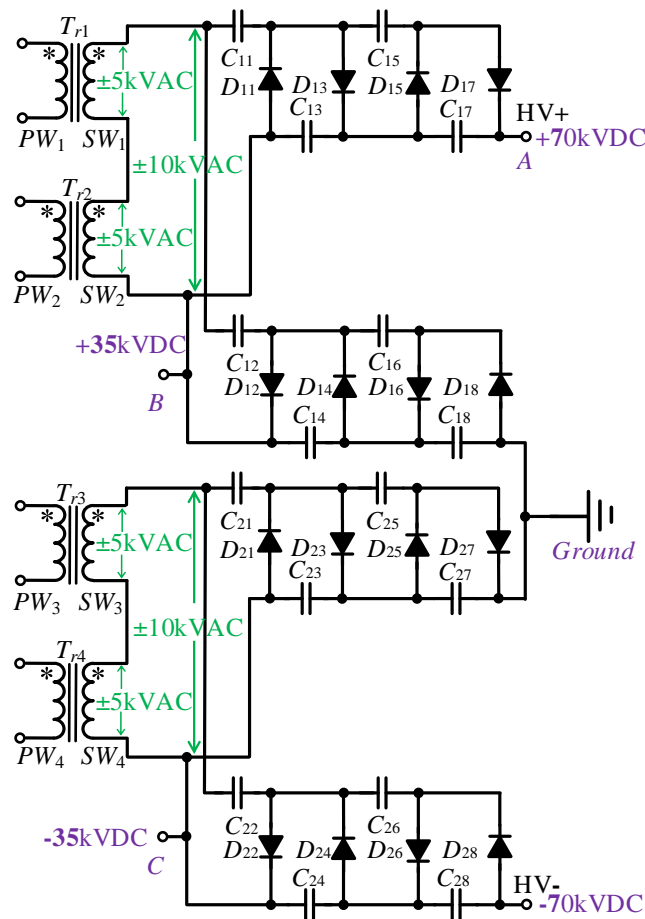 Tr1
* *
C11 C15
D11 D13 D15 D17
±5kVAC
C13 C17
HV+
+70kVDC
PW1 SW1
A
±10kVAC
Tr2
* *
±5kVAC
PW2 SW2
+35kVDC
C12 C16
B
D12 D14 D16 D18
C14 C18
Tr3
* *
C21 C25
±5kVAC
D21 D23 D25 D27
Ground
C23 C27
PW3 SW3
±10kVAC
Tr4
* *
±5kVAC
PW4 SW4
C22 C26
-35kVDC
D22 D24 D26 D28
C
C24 C28
HV-
-70kVDC